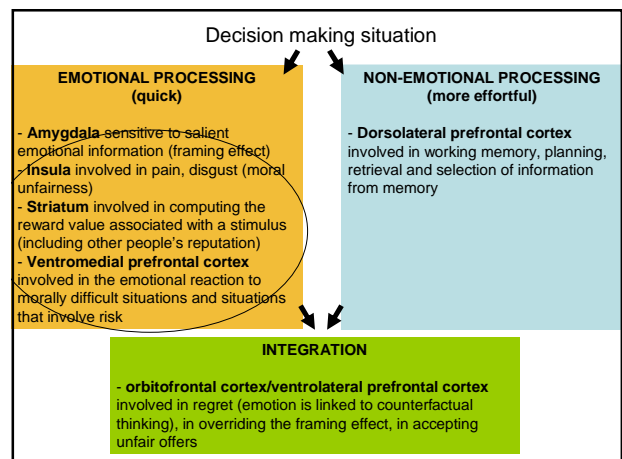 Decision making situation
EMOTIONAL PROCESSING
(quick)
- Amygdala sensitive to salient
emotional information (framing effect)
- Insula involved in pain, disgust (moral
unfairness)
- Striatum involved in computing the
reward value associated with a stimulus
(including other people's reputation)
- Ventromedial prefrontal cortex
involved in the emotional reaction to
morally difficult situations and situations
that involve risk
NON-EMOTIONAL PROCESSING
(more effortful)
- Dorsolateral prefrontal cortex
involved in working memory, planning,
retrieval and selection of information
from memory
INTEGRATION
- orbitofrontal cortex/ventrolateral prefrontal cortex
involved in regret (emotion is linked to counterfactual
thinking), in overriding the framing effect, in accepting
unfair offers